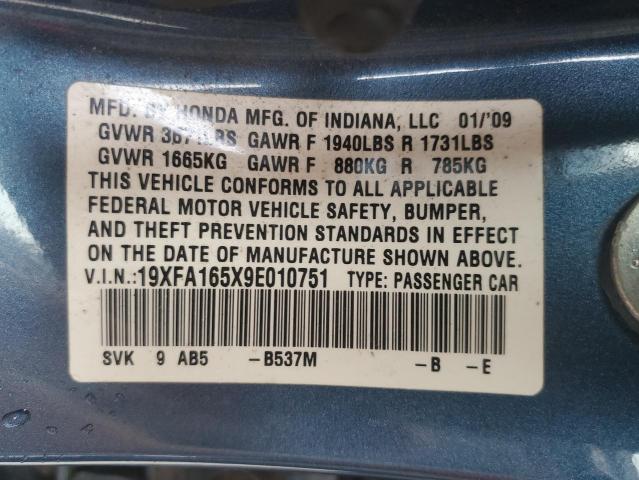 MFD. BY HONDA MFG. OF INDIANA, LLC 01/'09
GVWR 3671LBS GAWR F 1940LBS R 1731LBS
GVWR 1665KG GAWR F 880KG R 785KG
THIS VEHICLE CONFORMS TO ALL APPLICABLE
FEDERAL MOTOR VEHICLE SAFETY, BUMPER,
AND THEFT PREVENTION STANDARDS IN EFFECT
ON THE DATE OF MANUFACTURE SHOWN ABOVE.
V.I.N.:19XFA165X9E010751 TYPE: PASSENGER CAR
SVK 9 AB5 -B537M -B -E